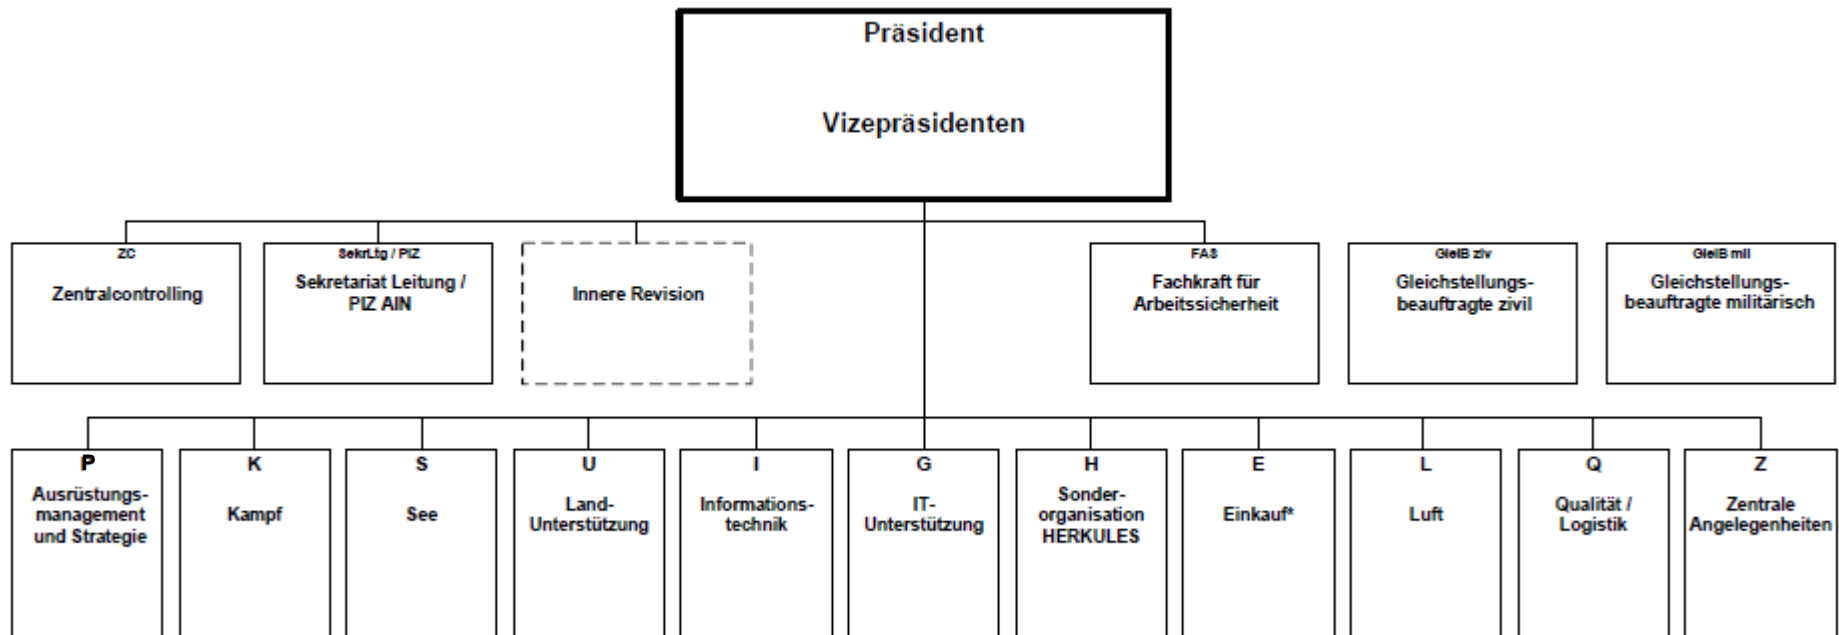 Präsident
Vizepräsidenten
ZC
Zentralcontrolling
SekrLtg / PIZ
Sekretariat Leitung /
PIZ AIN
Innere Revision
FAS
Fachkraft für
Arbeitssicherheit
GleiB ziv
Gleichstellungs-
beauftragte zivil
GleiB mil
Gleichstellungs-
beauftragte militärisch
P
Ausrüstungs-
management
und Strategie
K
Kampf
S
See
U
Land-
Unterstützung
I
Informations-
technik
G
IT-
Unterstützung
H
Sonder-
organisation
HERKULES
E
Einkauf*
L
Luft
Q
Qualität /
Logistik
Z
Zentrale
Angelegenheiten